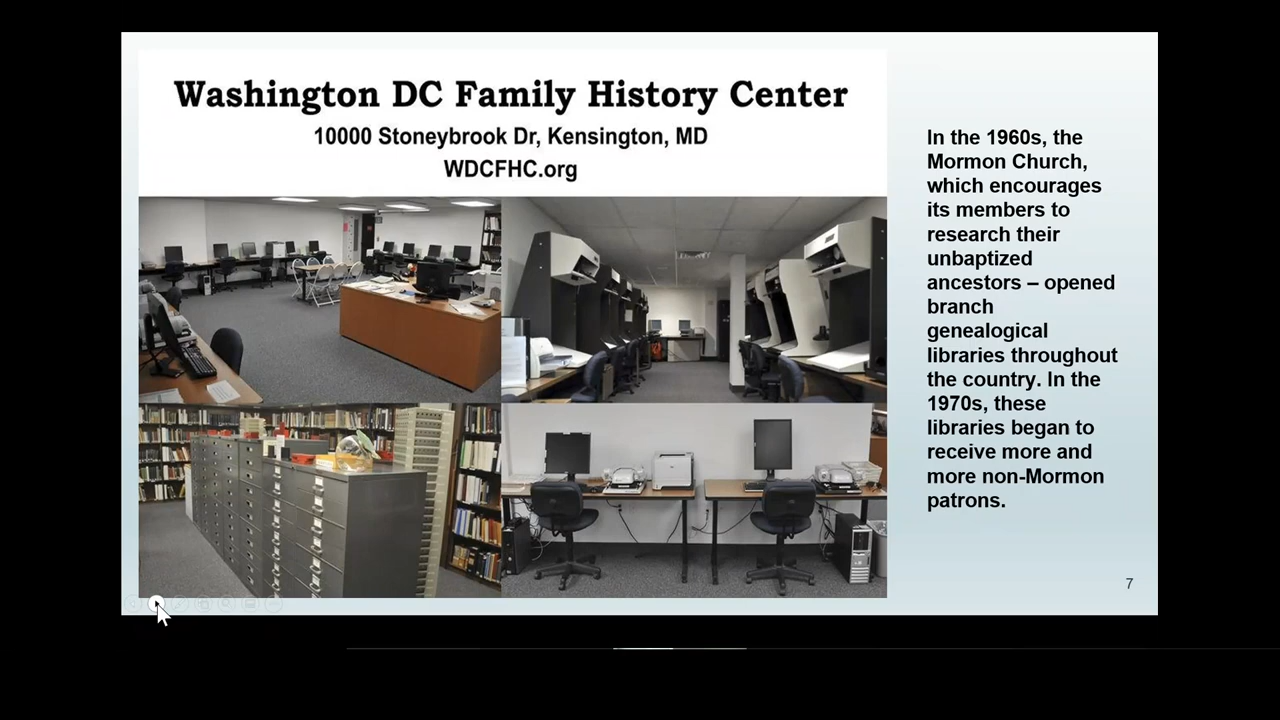 Washington DC Family History Center
10000 Stoneybrook Dr, Kensington, MD
WDCFHC.org
In the 1960s, the
Mormon Church,
which encourages
its members to
research their
unbaptized
ancestors – opened
branch
genealogical
libraries throughout
the country. In the
1970s, these
libraries began to
receive more and
more non-Mormon
patrons.
7